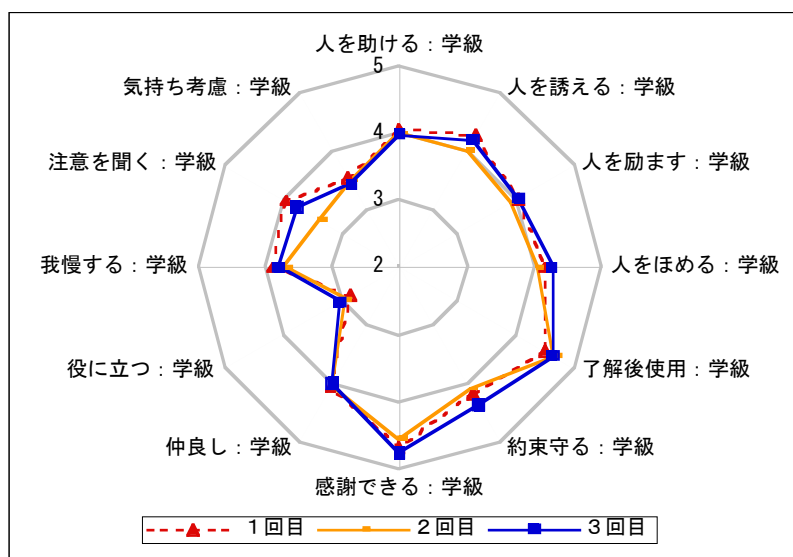 人を助ける：学級
人を誘える：学級
人を励ます：学級
人をほめる：学級
了解後使用：学級
約束守る：学級
感謝できる：学級
仲良し：学級
役に立つ：学級
我慢する：学級
注意を聞く：学級
気持ち考慮：学級
5
4
3
2
１回目
２回目
３回目